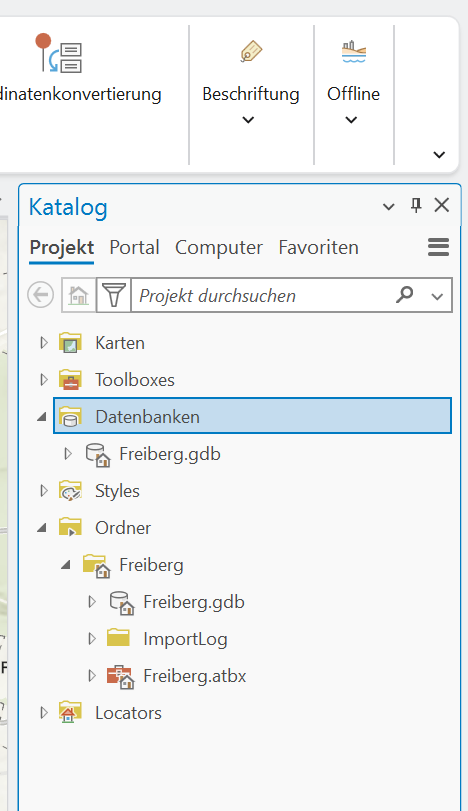 dinatenkonvertierung
Beschriftung
Offline
Katalog
Projekt Portal Computer Favoriten
Projekt durchsuchen
Karten
Toolboxes
Datenbanken
Freiberg.gdb
Styles
Ordner
Freiberg
Freiberg.gdb
ImportLog
Freiberg.atbx
Locators
F